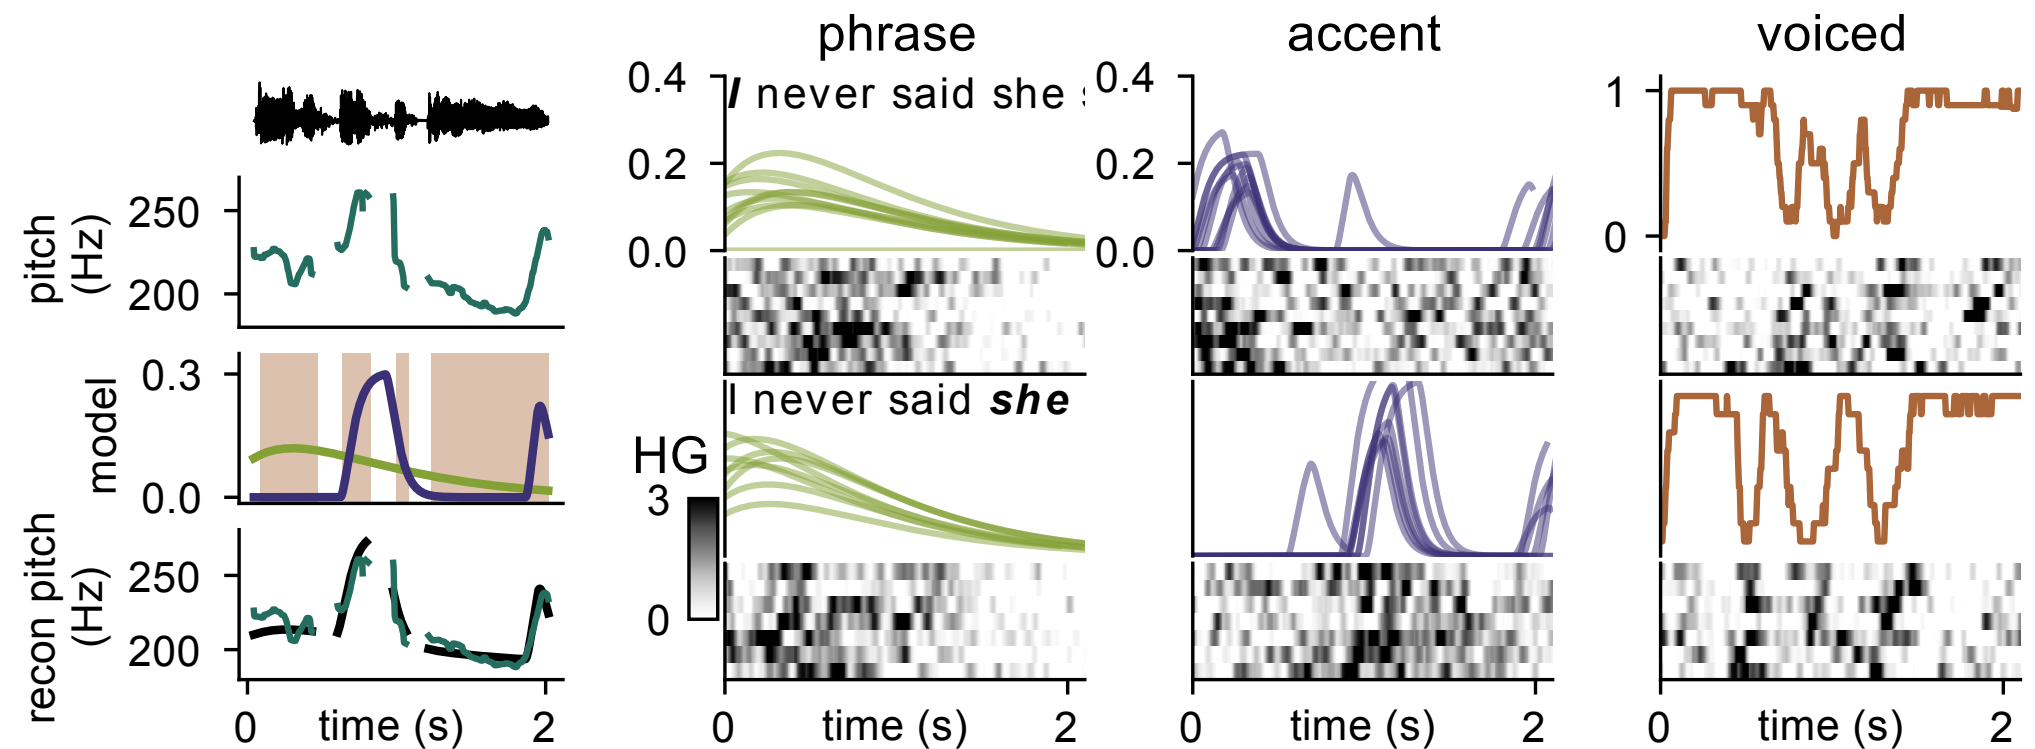 phrase
accent
voiced
I never said she
pitch
(Hz)
250
200
model
0.3
0.0
recon pitch
(Hz)
250
200
0
time (s)
2
0.4
0.2
0.0
I never said she
HG
3
0
0
time (s)
2
0.4
0.2
0.0
0
time (s)
2
1
0
0
time (s)
2